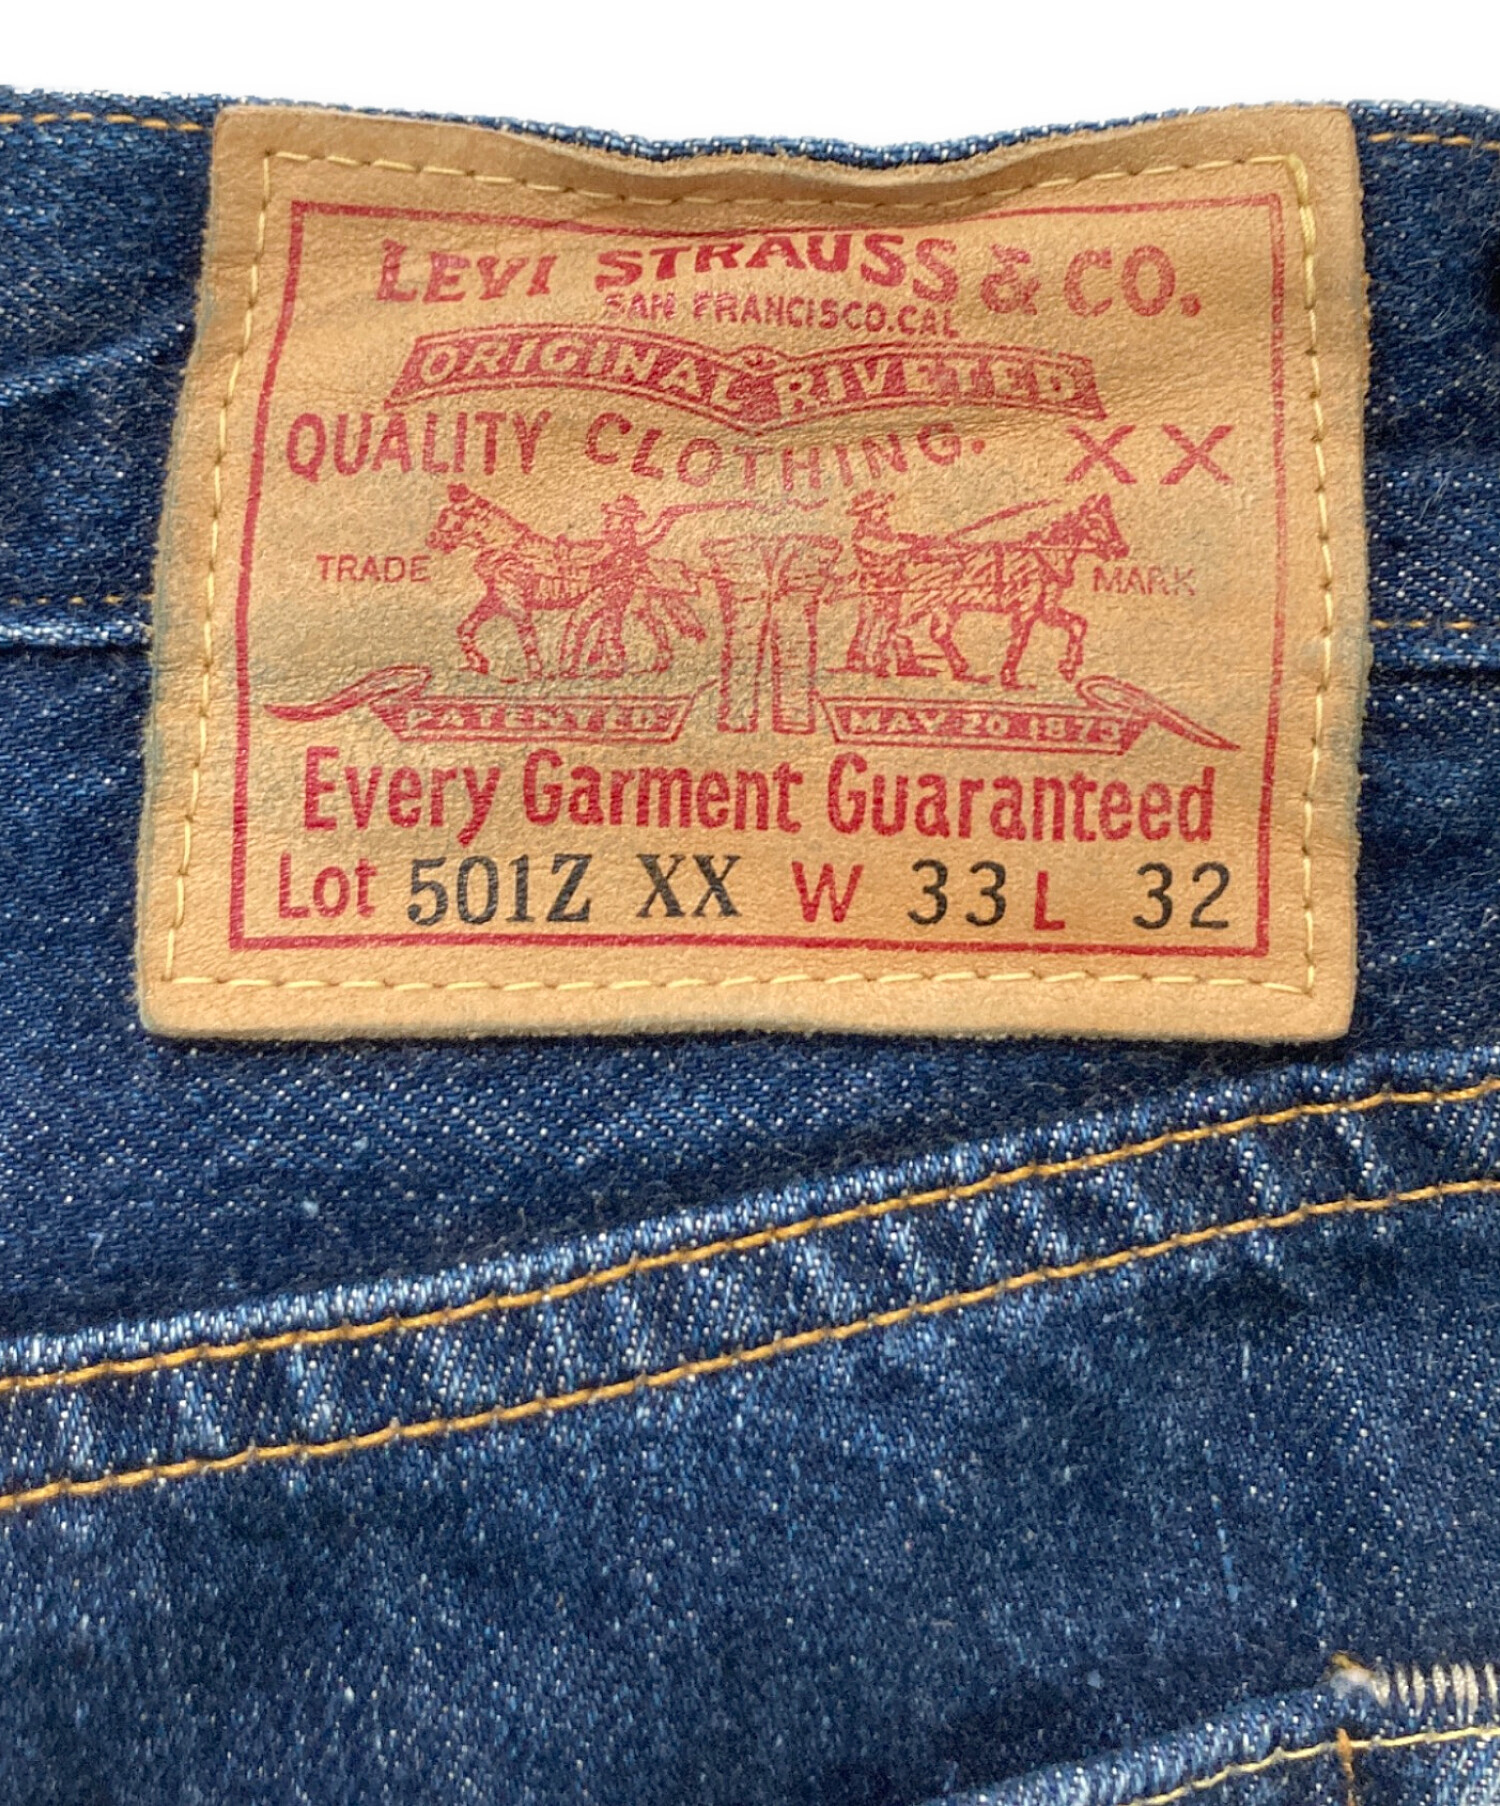 LEVI STRAUSS & CO.
SAN FRANCISCO.CAL
ORIGINAL RIVETED
QUALITY CLOTHING. XX
TRADE MARK
PATENTED MAY 20 1873
Every Garment Guaranteed
Lot 501Z XX W 33 L 32